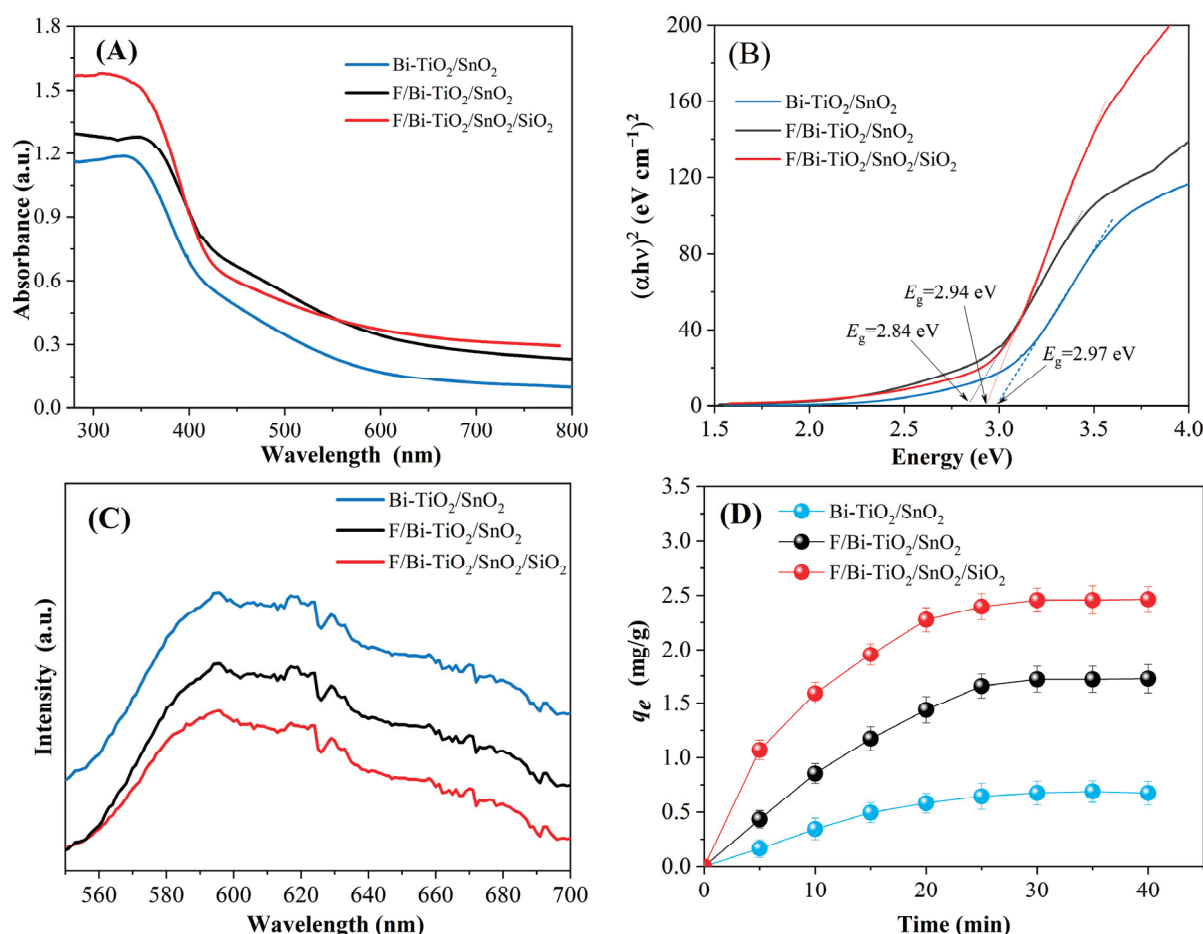 (A)
Bi-TiO₂/SnO₂
F/Bi-TiO₂/SnO₂
F/Bi-TiO₂/SnO₂/SiO₂
Absorbance (a.u.)
1.8
1.5
1.2
0.9
0.6
0.3
0.0
300 400 500 600 700 800
Wavelength (nm)
(B)
Bi-TiO₂/SnO₂
F/Bi-TiO₂/SnO₂
F/Bi-TiO₂/SnO₂/SiO₂
(αhν)² (eV cm⁻¹)²
200
160
120
80
40
0
E_g=2.94 eV
E_g=2.84 eV
E_g=2.97 eV
1.5 2.0 2.5 3.0 3.5 4.0
Energy (eV)
(C)
Bi-TiO₂/SnO₂
F/Bi-TiO₂/SnO₂
F/Bi-TiO₂/SnO₂/SiO₂
Intensity (a.u.)
560 580 600 620 640 660 680 700
Wavelength (nm)
(D)
Bi-TiO₂/SnO₂
F/Bi-TiO₂/SnO₂
F/Bi-TiO₂/SnO₂/SiO₂
qₑ (mg/g)
3.5
3.0
2.5
2.0
1.5
1.0
0.5
0.0
0 10 20 30 40
Time (min)